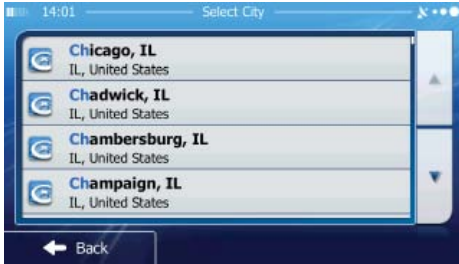 14:01 Select City
Chicago, IL
IL, United States
Chadwick, IL
IL, United States
Chambersburg, IL
IL, United States
Champaign, IL
IL, United States
Back